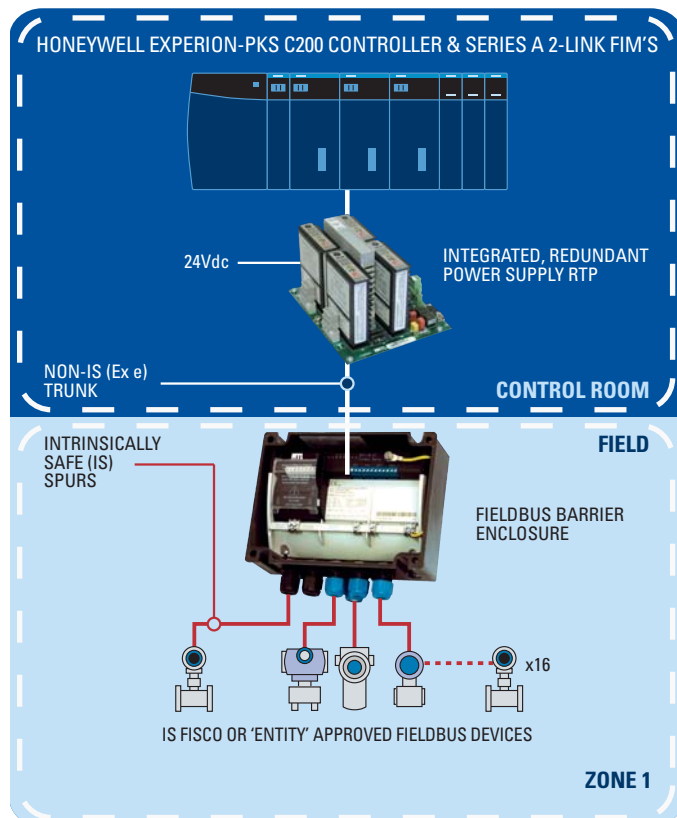 HONEYWELL EXPERION-PKS C200 CONTROLLER & SERIES A 2-LINK FIM'S
24Vdc
INTEGRATED, REDUNDANT
POWER SUPPLY RTP
NON-IS (Ex e)
TRUNK
CONTROL ROOM
INTRINSICALLY
SAFE (IS)
SPURS
FIELD
FIELDBUS BARRIER
ENCLOSURE
x16
IS FISCO OR 'ENTITY' APPROVED FIELDBUS DEVICES
ZONE 1